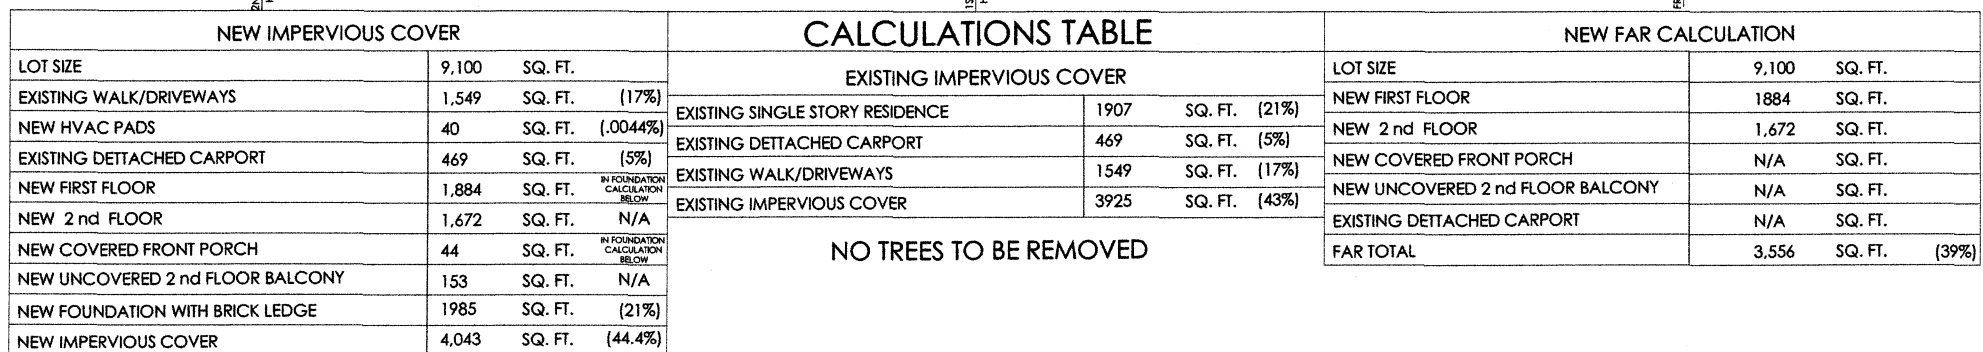 CALCULATIONS TABLE
NEW IMPERVIOUS COVER
LOT SIZE 9,100 SQ. FT.
EXISTING WALK/DRIVEWAYS 1,549 SQ. FT. (17%)
NEW HVAC PADS 40 SQ. FT. (.0044%)
EXISTING DETTACHED CARPORT 469 SQ. FT. (5%)
NEW FIRST FLOOR 1,884 SQ. FT. IN FOUNDATION CALCULATION BELOW
NEW 2nd FLOOR 1,672 SQ. FT. N/A
NEW COVERED FRONT PORCH 44 SQ. FT. IN FOUNDATION CALCULATION BELOW
NEW UNCOVERED 2nd FLOOR BALCONY 153 SQ. FT. N/A
NEW FOUNDATION WITH BRICK LEDGE 1985 SQ. FT. (21%)
NEW IMPERVIOUS COVER 4,043 SQ. FT. (44.4%)
EXISTING IMPERVIOUS COVER
EXISTING SINGLE STORY RESIDENCE 1907 SQ. FT. (21%)
EXISTING DETTACHED CARPORT 469 SQ. FT. (5%)
EXISTING WALK/DRIVEWAYS 1549 SQ. FT. (17%)
EXISTING IMPERVIOUS COVER 3925 SQ. FT. (43%)
NO TREES TO BE REMOVED
NEW FAR CALCULATION
LOT SIZE 9,100 SQ. FT.
NEW FIRST FLOOR 1884 SQ. FT.
NEW 2nd FLOOR 1,672 SQ. FT.
NEW COVERED FRONT PORCH N/A SQ. FT.
NEW UNCOVERED 2nd FLOOR BALCONY N/A SQ. FT.
EXISTING DETTACHED CARPORT N/A SQ. FT.
FAR TOTAL 3,556 SQ. FT. (39%)